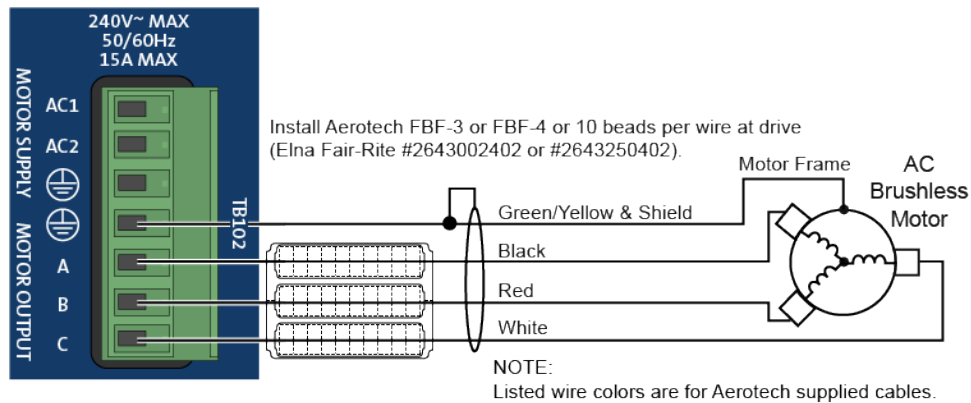 240V~ MAX
50/60Hz
15A MAX
MOTOR SUPPLY
AC1
AC2
MOTOR OUTPUT
A
B
C
TB102
Install Aerotech FBF-3 or FBF-4 or 10 beads per wire at drive
(Elna Fair-Rite #2643002402 or #2643250402).
Motor Frame
AC
Brushless
Motor
Green/Yellow & Shield
Black
Red
White
NOTE:
Listed wire colors are for Aerotech supplied cables.